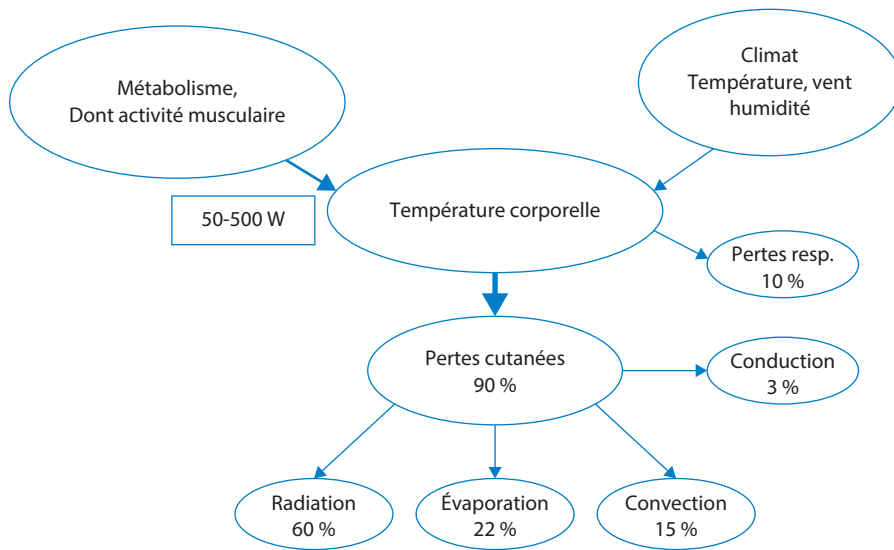 Métabolisme,
Dont activité musculaire
Climat
Température, vent
humidité
50-500 W
Température corporelle
Pertes resp.
10 %
Pertes cutanées
90 %
Conduction
3 %
Radiation
60 %
Évaporation
22 %
Convection
15 %